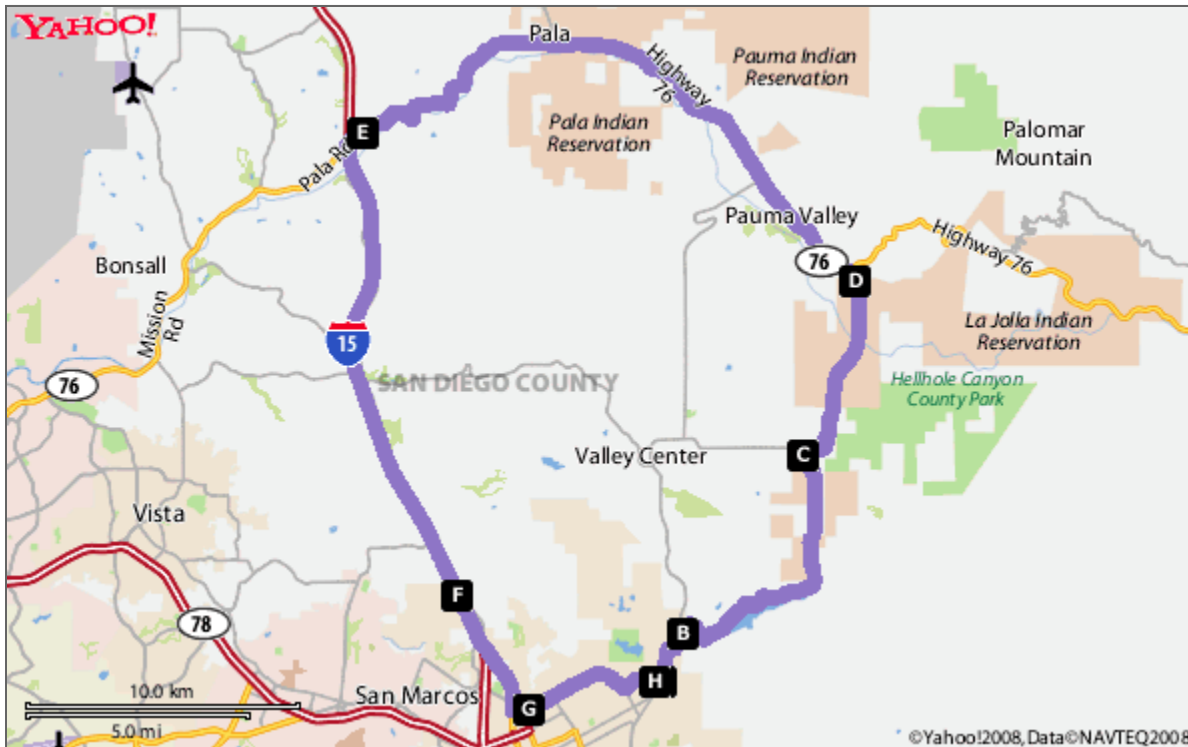 YAHOO!
Pala
Highway
76
Pauma Indian
Reservation
Pala Indian
Reservation
Palomar
Mountain
E
Pala Rd
Pauma Valley
Highway 76
76
D
Bonsall
Mission
Rd
La Jolla Indian
Reservation
15
76
SAN DIEGO COUNTY
Hellhole Canyon
County Park
Valley Center
C
Vista
F
78
B
H
San Marcos
G
10.0 km
5.0 mi
©Yahoo!2008, Data©NAVTEQ2008